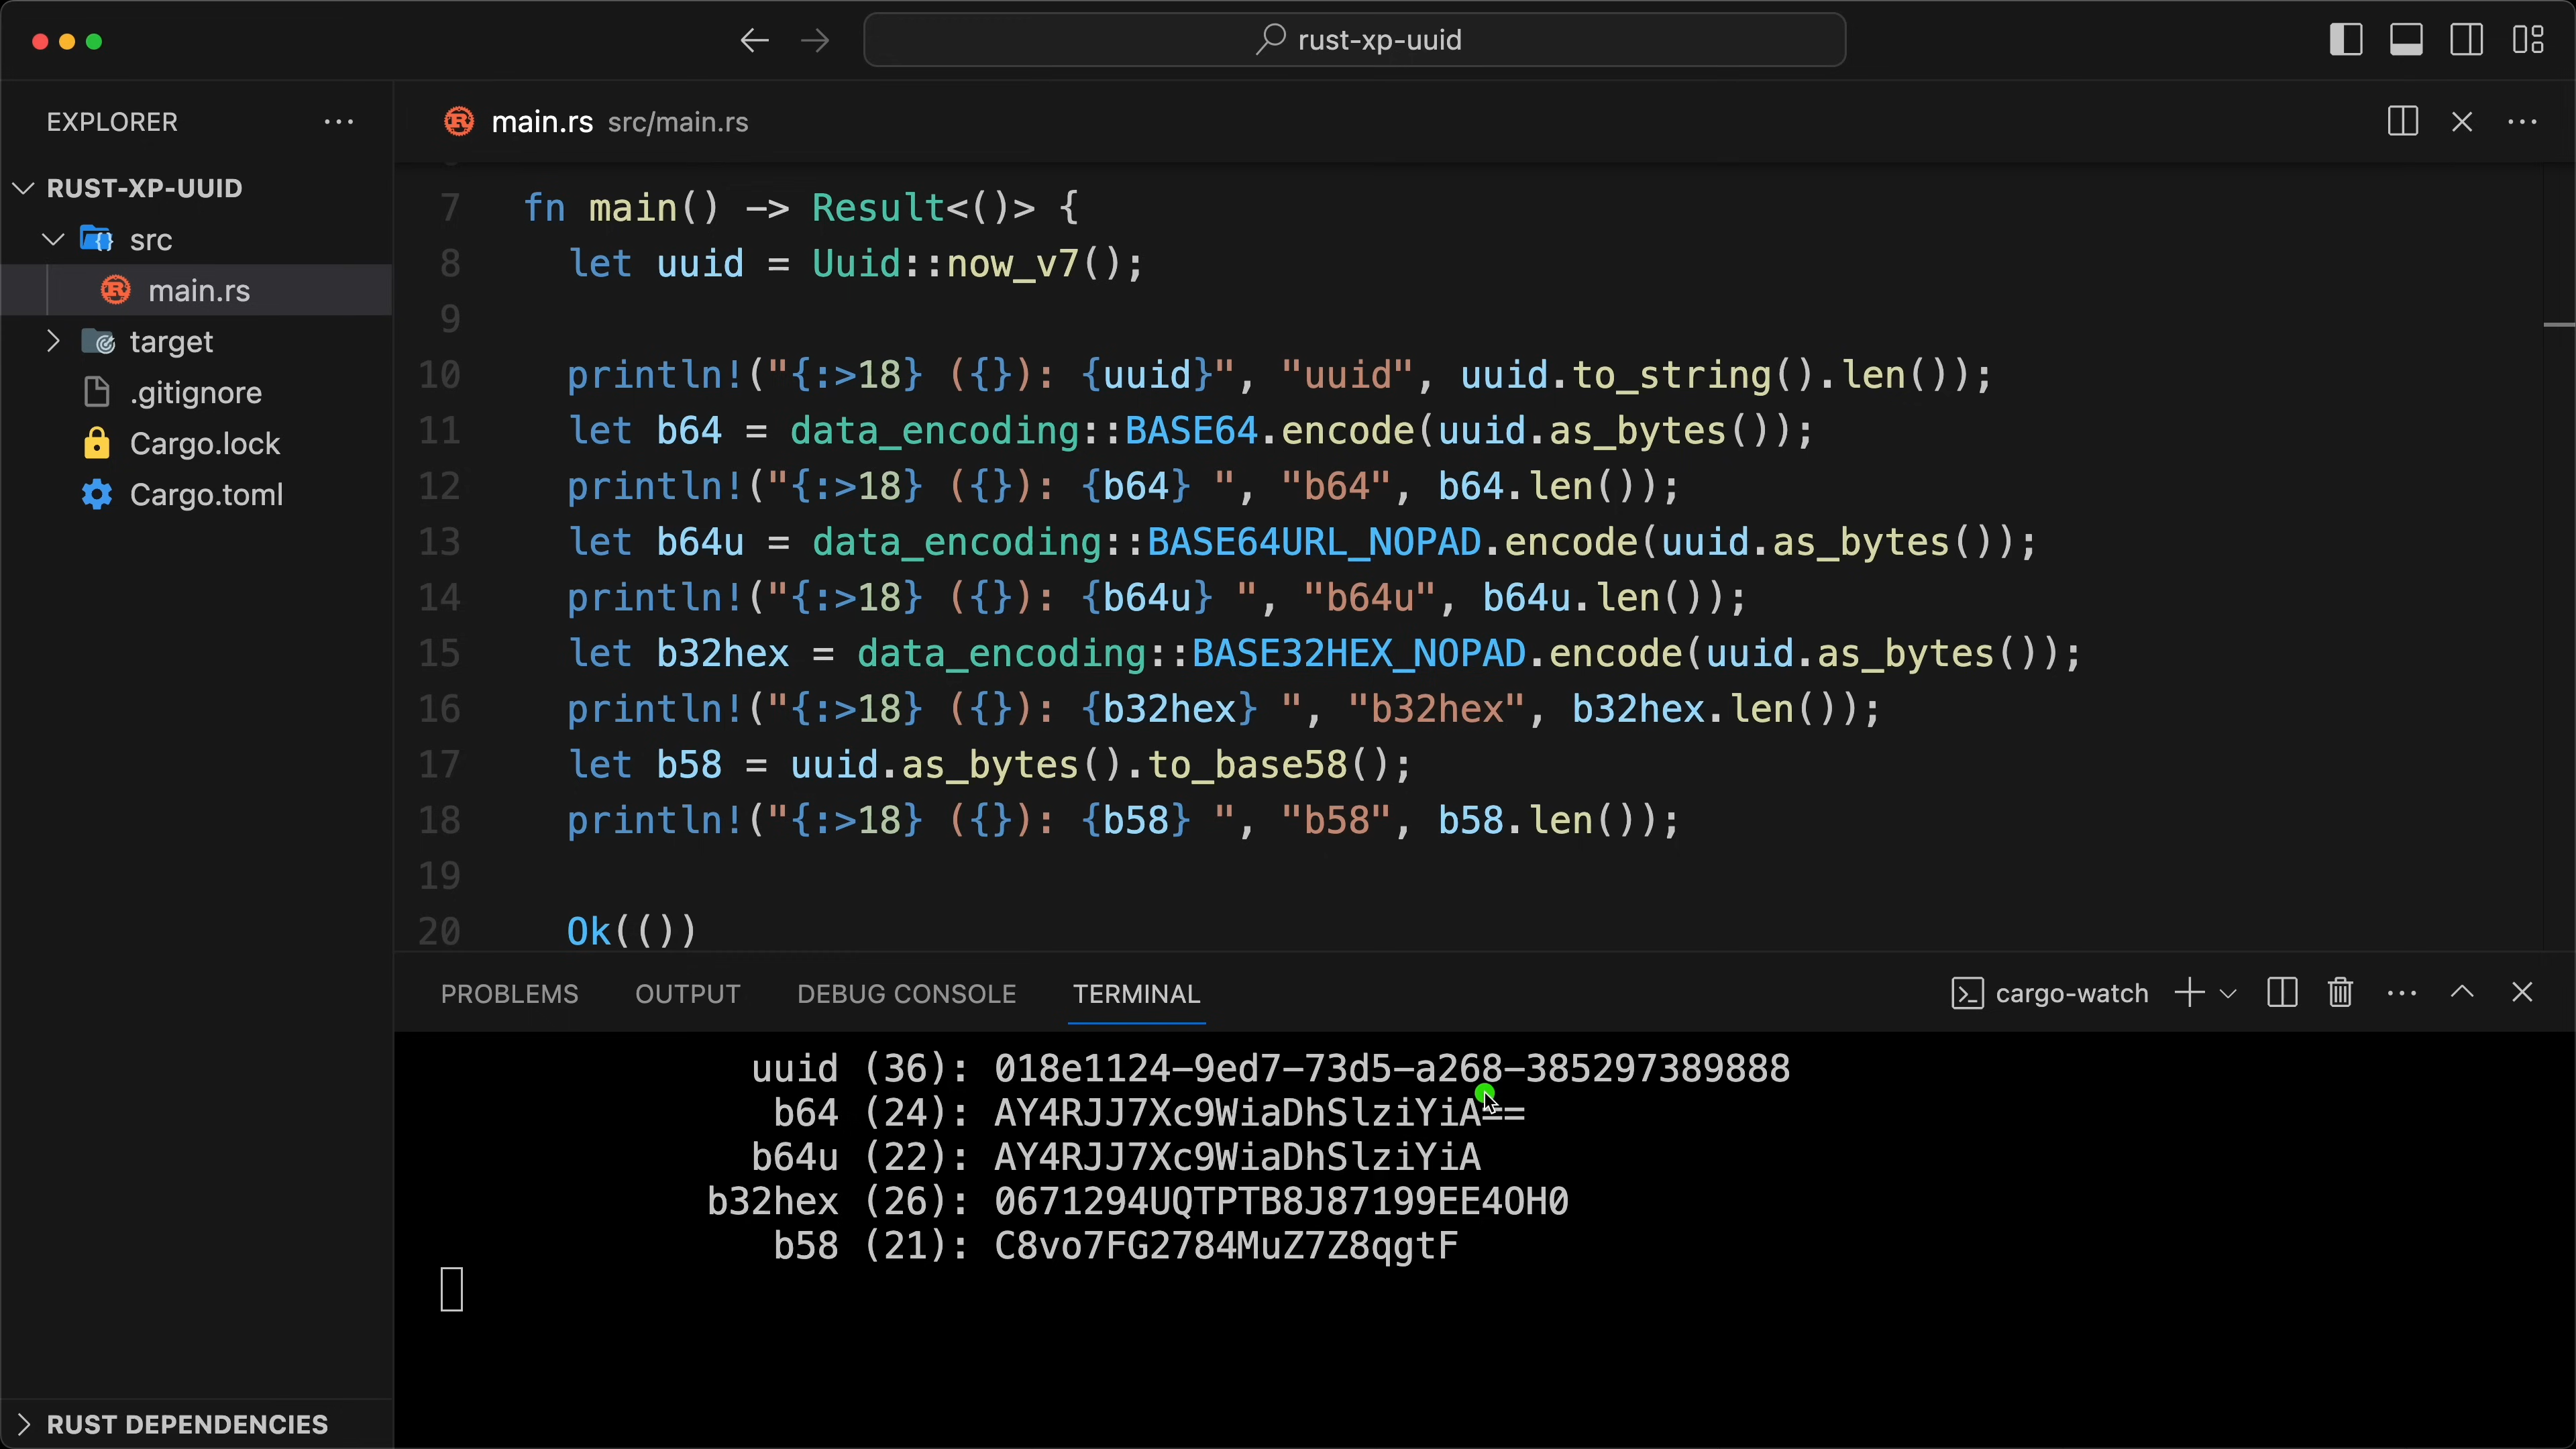 rust-xp-uuid
EXPLORER
RUST-XP-UUID
src
main.rs
target
.gitignore
Cargo.lock
Cargo.toml
RUST DEPENDENCIES
main.rs src/main.rs
7 fn main() -> Result<()> {
8 let uuid = Uuid::now_v7();
9
10 println!("{:>18} ({}): {uuid}", "uuid", uuid.to_string().len());
11 let b64 = data_encoding::BASE64.encode(uuid.as_bytes());
12 println!("{:>18} ({}): {b64} ", "b64", b64.len());
13 let b64u = data_encoding::BASE64URL_NOPAD.encode(uuid.as_bytes());
14 println!("{:>18} ({}): {b64u} ", "b64u", b64u.len());
15 let b32hex = data_encoding::BASE32HEX_NOPAD.encode(uuid.as_bytes());
16 println!("{:>18} ({}): {b32hex} ", "b32hex", b32hex.len());
17 let b58 = uuid.as_bytes().to_base58();
18 println!("{:>18} ({}): {b58} ", "b58", b58.len());
19
20 Ok(())
PROBLEMS OUTPUT DEBUG CONSOLE TERMINAL
cargo-watch
uuid (36): 018e1124-9ed7-73d5-a268-385297389888
b64 (24): AY4RJJ7Xc9WiaDhSlziYiA==
b64u (22): AY4RJJ7Xc9WiaDhSlziYiA
b32hex (26): 0671294UQTPTB8J87199EE4OH0
b58 (21): C8vo7FG2784MuZ7Z8qgtF